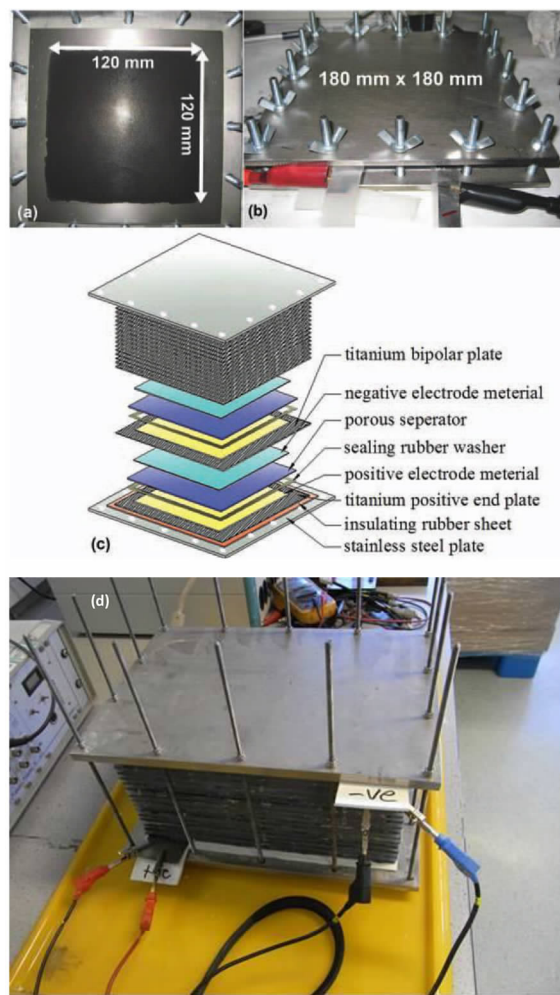 120 mm
120 mm
(a)
180 mm x 180 mm
(b)
titanium bipolar plate
negative electrode meterial
porous seperator
sealing rubber washer
positive electrode meterial
titanium positive end plate
insulating rubber sheet
stainless steel plate
(c)
(d)
-ve
+ve